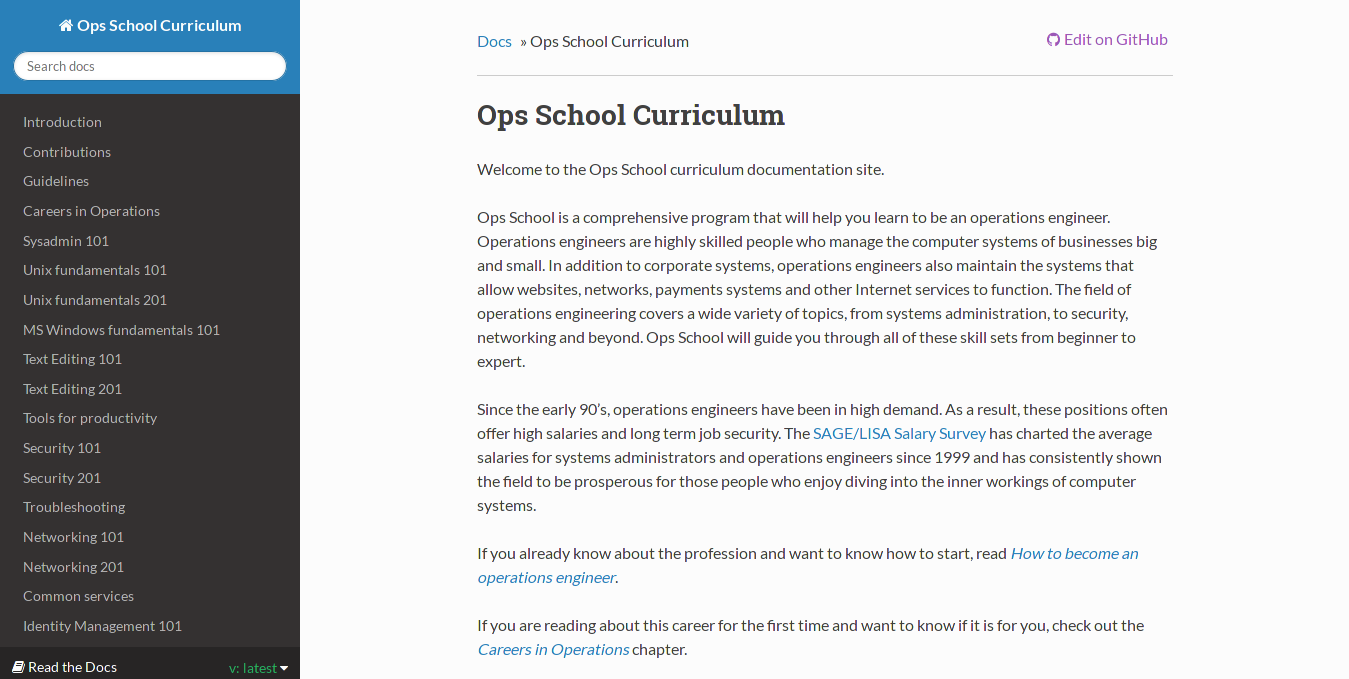 Ops School Curriculum
Search docs
Introduction
Contributions
Guidelines
Careers in Operations
Sysadmin 101
Unix fundamentals 101
Unix fundamentals 201
MS Windows fundamentals 101
Text Editing 101
Text Editing 201
Tools for productivity
Security 101
Security 201
Troubleshooting
Networking 101
Networking 201
Common services
Identity Management 101
Read the Docs v: latest
Docs » Ops School Curriculum
Edit on GitHub
Ops School Curriculum
Welcome to the Ops School curriculum documentation site.
Ops School is a comprehensive program that will help you learn to be an operations engineer.
Operations engineers are highly skilled people who manage the computer systems of businesses big
and small. In addition to corporate systems, operations engineers also maintain the systems that
allow websites, networks, payments systems and other Internet services to function. The field of
operations engineering covers a wide variety of topics, from systems administration, to security,
networking and beyond. Ops School will guide you through all of these skill sets from beginner to
expert.
Since the early 90’s, operations engineers have been in high demand. As a result, these positions often
offer high salaries and long term job security. The SAGE/LISA Salary Survey has charted the average
salaries for systems administrators and operations engineers since 1999 and has consistently shown
the field to be prosperous for those people who enjoy diving into the inner workings of computer
systems.
If you already know about the profession and want to know how to start, read How to become an
operations engineer.
If you are reading about this career for the first time and want to know if it is for you, check out the
Careers in Operations chapter.